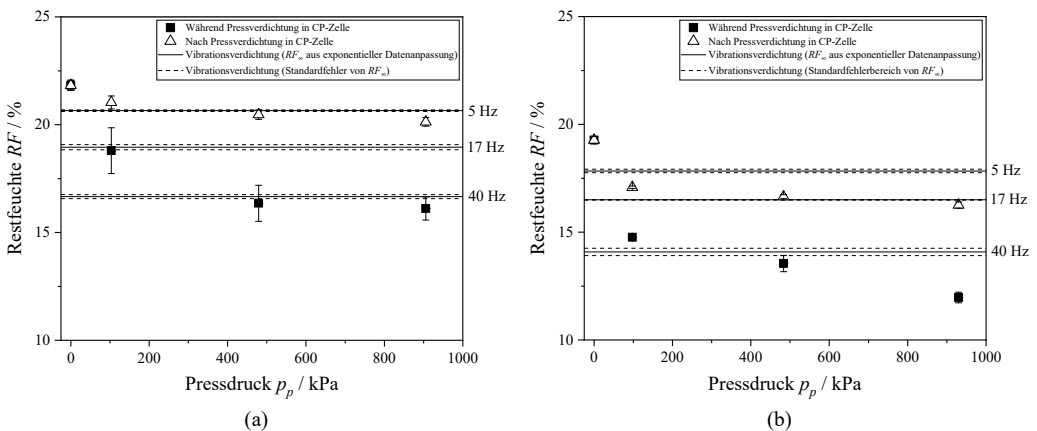 (a)
25
20
15
10
Restfeuchte RF / %
Während Pressverdichtung in CP-Zelle
Nach Pressverdichtung in CP-Zelle
Vibrationsverdichtung (RF∞ aus exponentieller Datenanpassung)
Vibrationsverdichtung (Standardfehler von RF∞)
5 Hz
17 Hz
40 Hz
0 200 400 600 800 1000
Pressdruck pp / kPa
(a)
(b)
25
20
15
10
Restfeuchte RF / %
Während Pressverdichtung in CP-Zelle
Nach Pressverdichtung in CP-Zelle
Vibrationsverdichtung (RF∞ aus exponentieller Datenanpassung)
Vibrationsverdichtung (Standardfehlerbereich von RF∞)
5 Hz
17 Hz
40 Hz
0 200 400 600 800 1000
Pressdruck pp / kPa
(b)